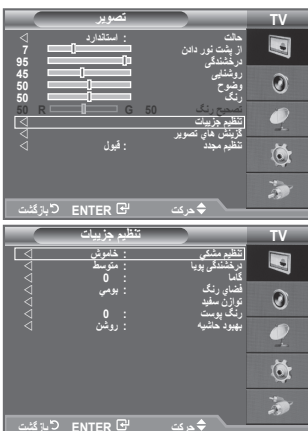 TV تصویر
حالت : استاندارد
از پشت نور دادن 7
درخشندگی 95
روشنایی 45
وضوح 50
رنگ 50
تصحیح رنگ 50 G R 50
تنظیم جزییات
گزینش های تصویر
تنظیم مجدد : قبول
حرکت ENTER بازگشت
TV تنظیم جزییات
تنظیم مشکی : خاموش
درخشندگی پویا : متوسط
گاما : 0
فضای رنگ : بومی
توازن سفید
رنگ پوست : 0
بهبود حاشیه : روشن
حرکت ENTER بازگشت